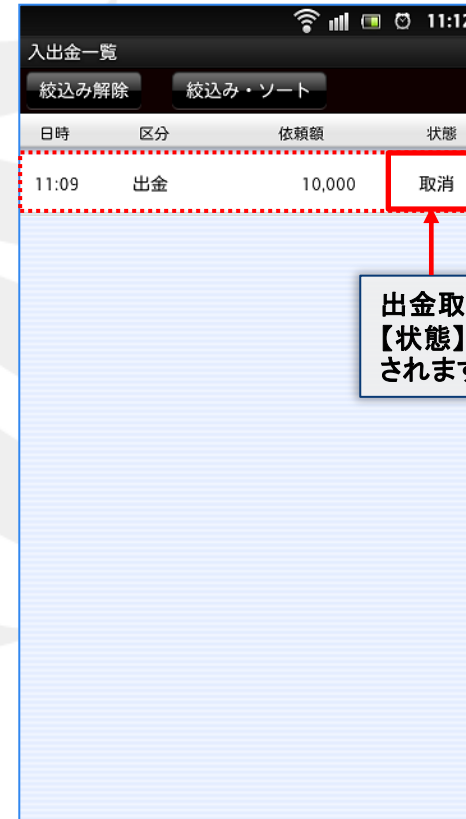 11:12
入出金一覧
絞込み解除 絞込み・ソート
日時 区分 依頼額 状態
11:09 出金 10,000 取消
出金取
【状態】
されます